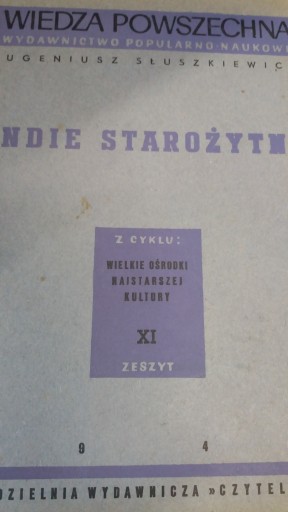 WIEDZA POWSZECHNA
WYDAWNICTWO POPULARNO NAUKOW
UGENIUSZ SŁUSZKIEWIC
NDIE STAROŻYTN
Z CYKLU:
WIELKIE OŚRODKI
NAJSTARSZEJ
KULTURY
XI
ZESZYT
9 4
DZIELNIA WYDAWNICZA »CZYTEL